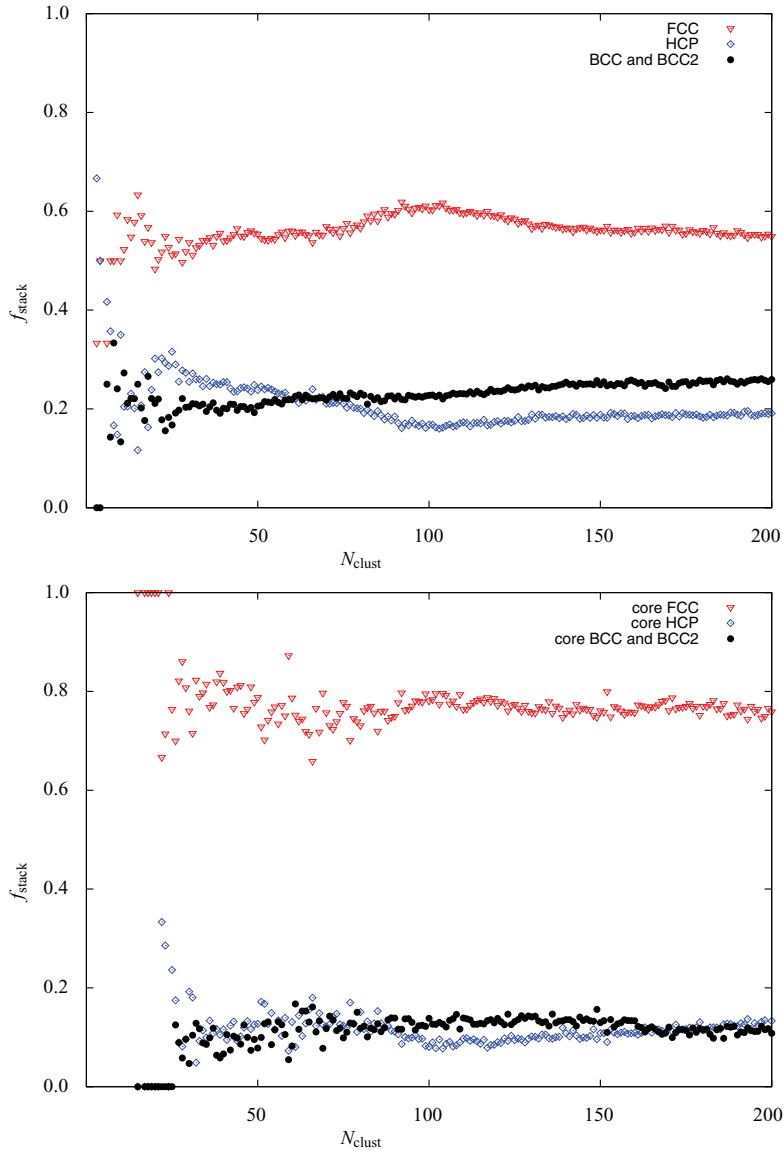 1.0
FCC
HCP
BCC and BCC2
0.8
0.6
f_stack
0.4
0.2
0.0
50
100
150
200
N_clust
1.0
core FCC
core HCP
core BCC and BCC2
0.8
0.6
f_stack
0.4
0.2
0.0
50
100
150
200
N_clust